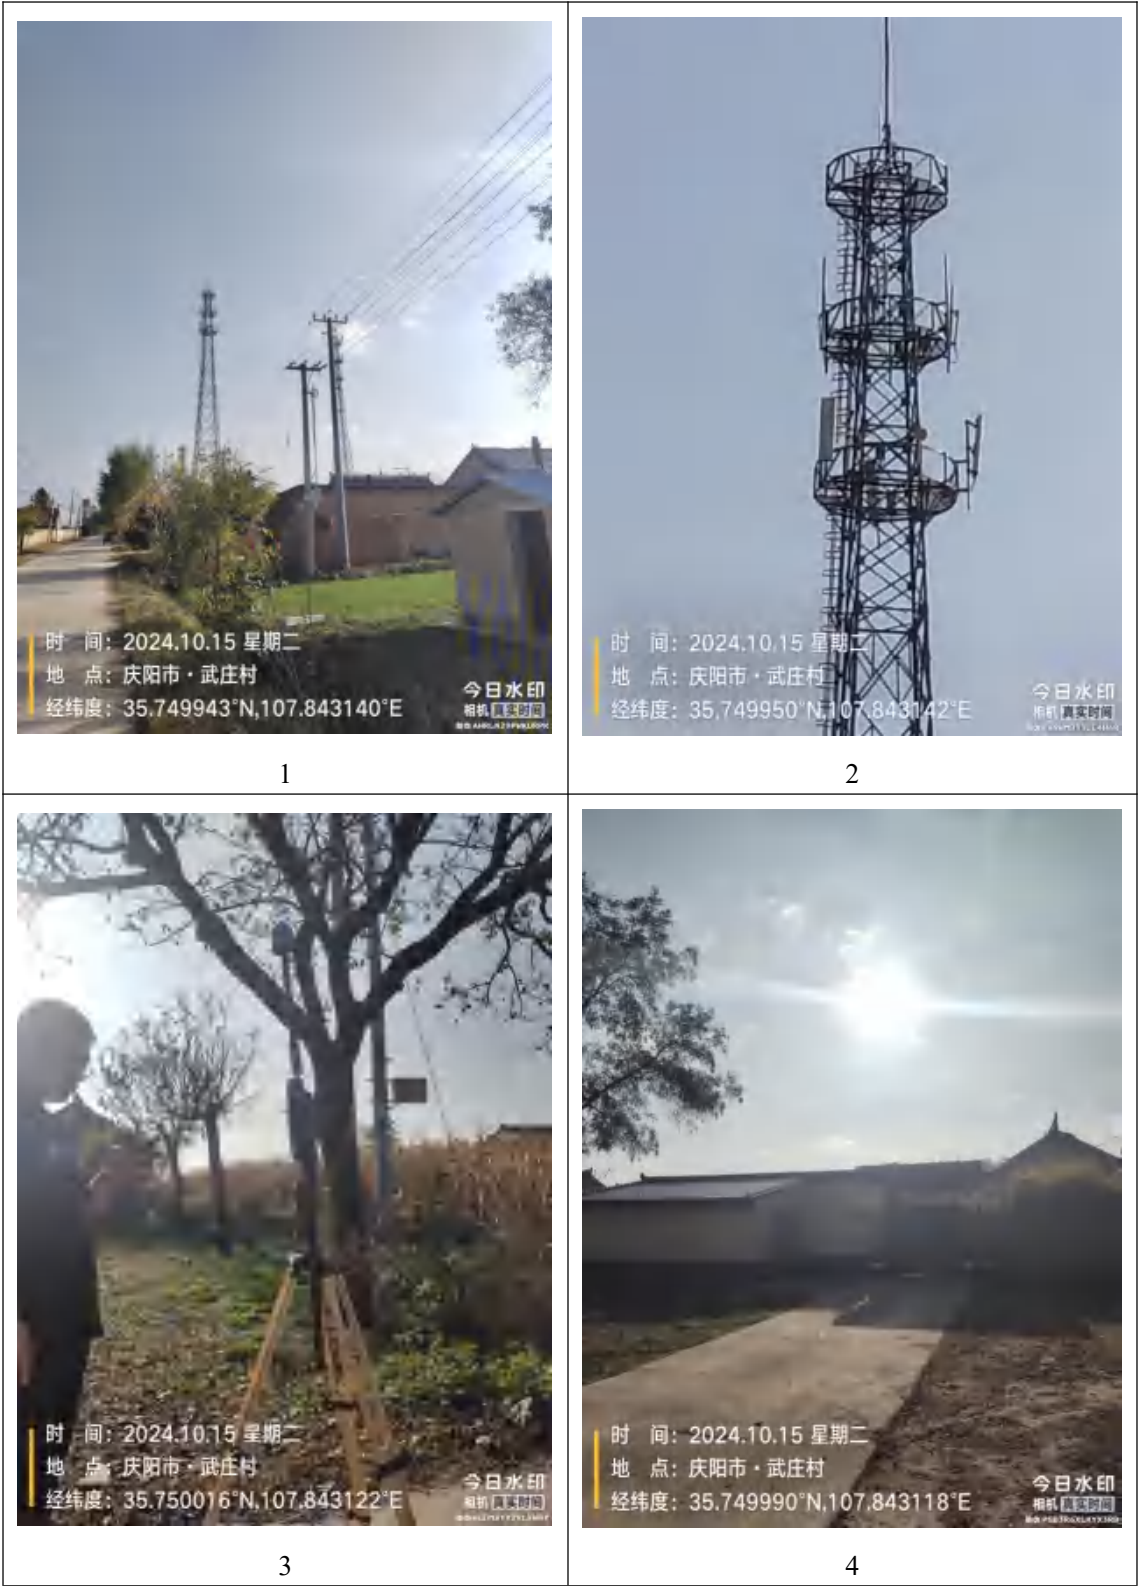 时 间: 2024.10.15 星期二
地 点: 庆阳市·武庄村
经纬度: 35.749943°N,107.843140°E
今日水印
相机 真实时间
1
时 间: 2024.10.15 星期二
地 点: 庆阳市·武庄村
经纬度: 35.749950°N,107.843142°E
今日水印
相机 真实时间
2
时 间: 2024.10.15 星期二
地 点: 庆阳市·武庄村
经纬度: 35.750016°N,107.843122°E
今日水印
相机 真实时间
3
时 间: 2024.10.15 星期二
地 点: 庆阳市·武庄村
经纬度: 35.749990°N,107.843118°E
今日水印
相机 真实时间
4